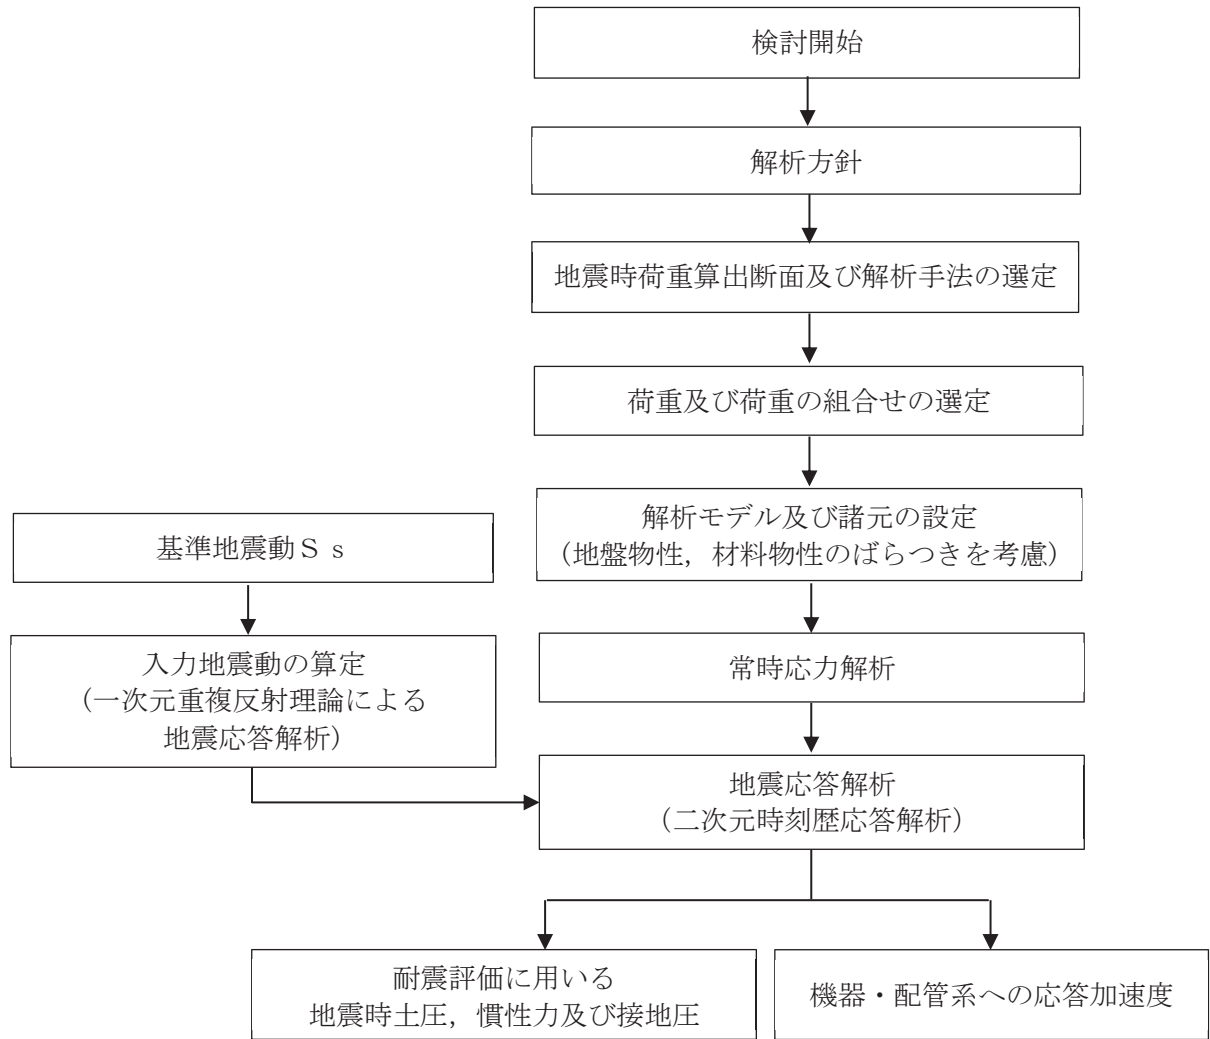 検討開始
解析方針
地震時荷重算出断面及び解析手法の選定
荷重及び荷重の組合せの選定
解析モデル及び諸元の設定
（地盤物性，材料物性のばらつきを考慮）
基準地震動Ｓｓ
入力地震動の算定
（一次元重複反射理論による
地震応答解析）
常時応力解析
地震応答解析
（二次元時刻歴応答解析）
耐震評価に用いる
地震時土圧，慣性力及び接地圧
機器・配管系への応答加速度